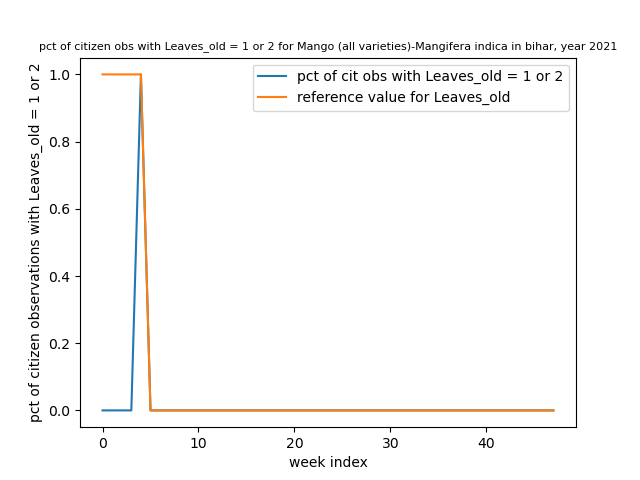 pct of citizen obs with Leaves_old = 1 or 2 for Mango (all varieties)-Mangifera indica in bihar, year 2021
pct of cit obs with Leaves_old = 1 or 2
reference value for Leaves_old
pct of citizen observations with Leaves_old = 1 or 2
1.0
0.8
0.6
0.4
0.2
0.0
0 10 20 30 40
week index